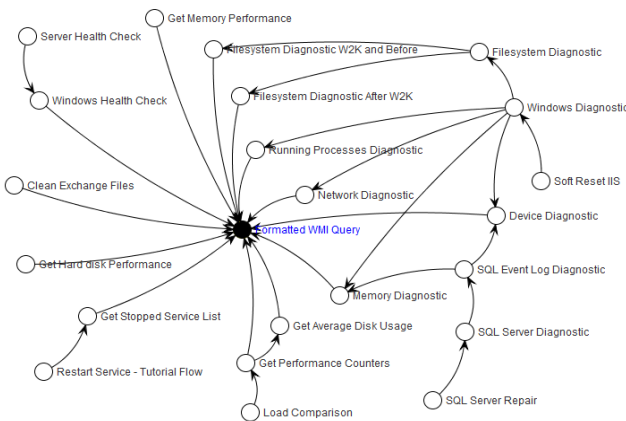 Get Memory Performance
Server Health Check
Filesystem Diagnostic W2K and Before
Filesystem Diagnostic
Windows Health Check
Filesystem Diagnostic After W2K
Windows Diagnostic
Running Processes Diagnostic
Clean Exchange Files
Soft Reset IIS
Network Diagnostic
Device Diagnostic
Formatted WMI Query
Get Hard disk Performance
SQL Event Log Diagnostic
Memory Diagnostic
Get Stopped Service List
Get Average Disk Usage
SQL Server Diagnostic
Get Performance Counters
Restart Service - Tutorial Flow
SQL Server Repair
Load Comparison